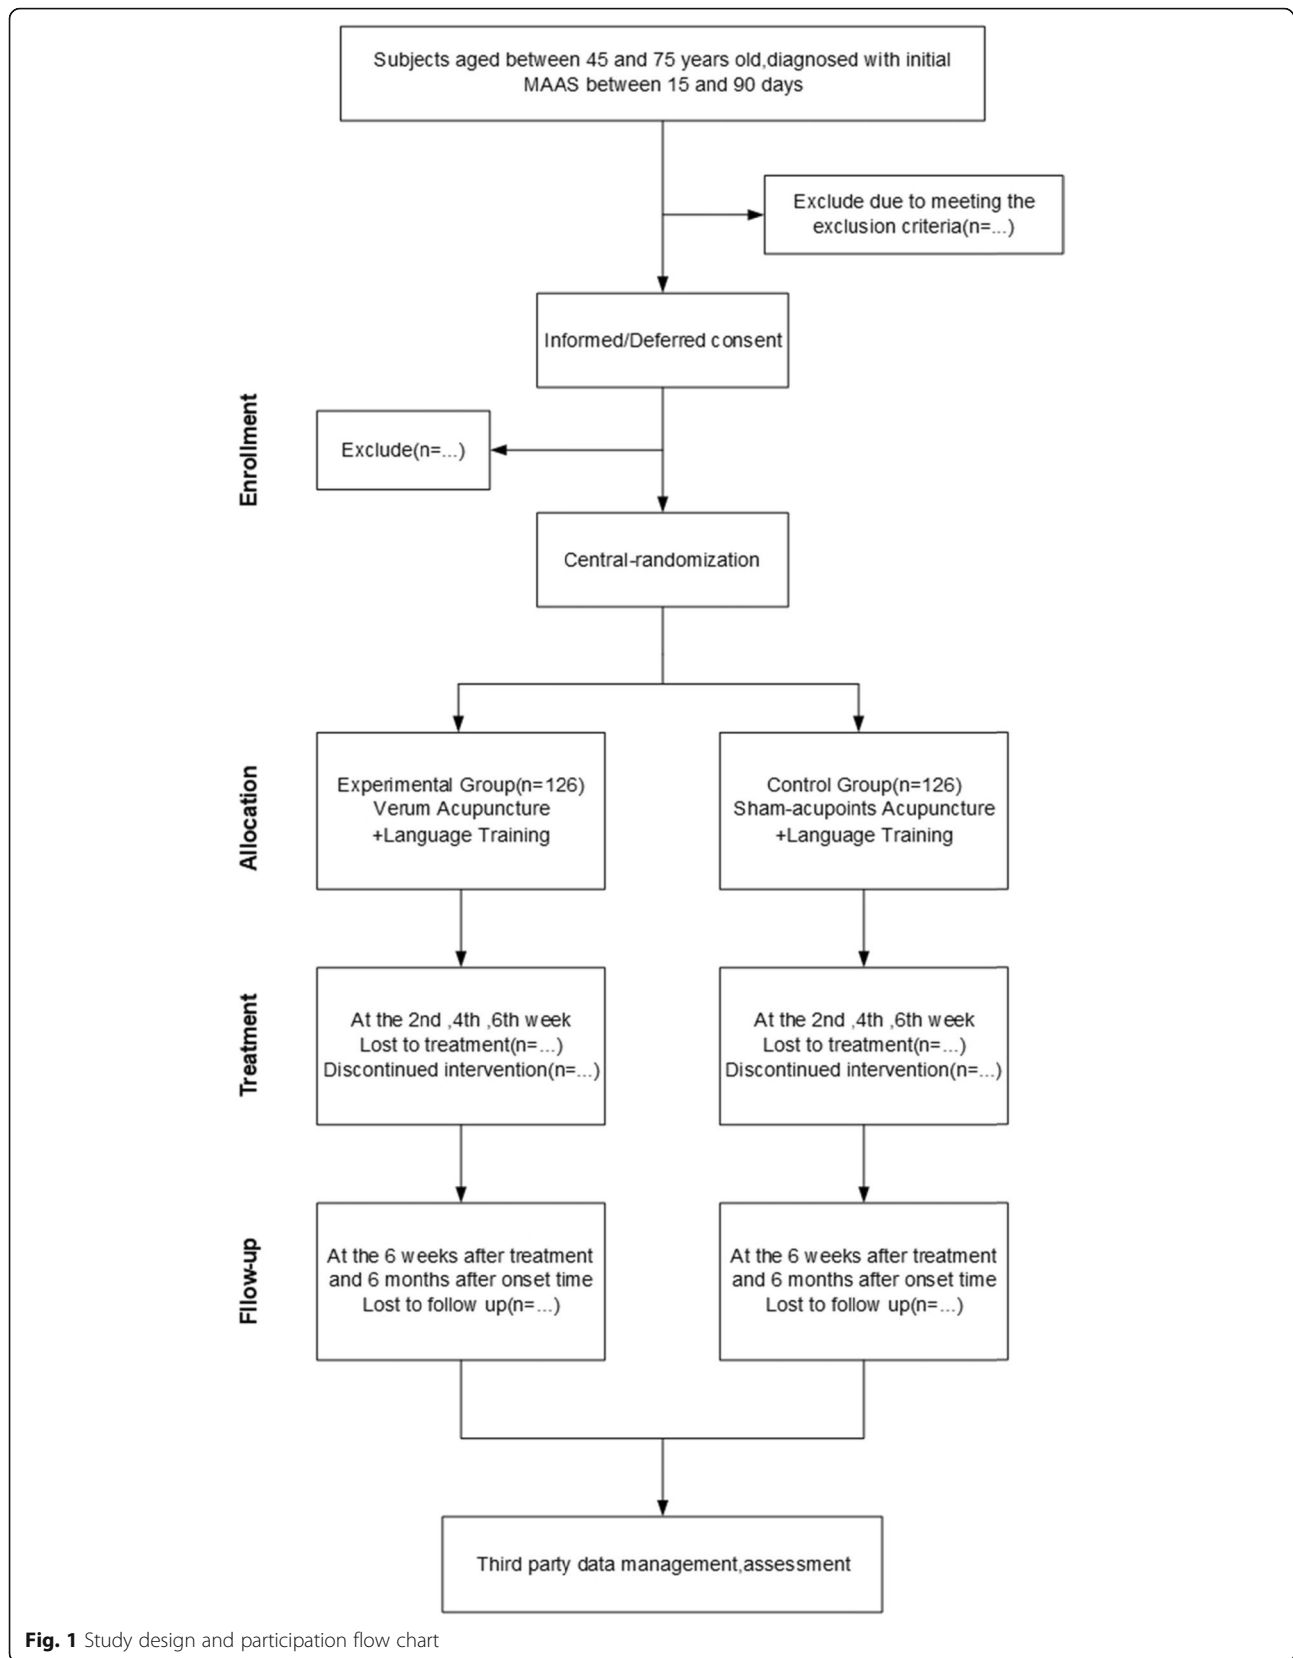 Subjects aged between 45 and 75 years old,diagnosed with initial
MAAS between 15 and 90 days
Exclude due to meeting the
exclusion criteria(n=...)
Informed/Deferred consent
Enrollment
Exclude(n=...)
Central-randomization
Allocation
Experimental Group(n=126)
Verum Acupuncture
+Language Training
Control Group(n=126)
Sham-acupoints Acupuncture
+Language Training
Treatment
At the 2nd ,4th ,6th week
Lost to treatment(n=...)
Discontinued intervention(n=...)
At the 2nd ,4th ,6th week
Lost to treatment(n=...)
Discontinued intervention(n=...)
Fllow-up
At the 6 weeks after treatment
and 6 months after onset time
Lost to follow up(n=...)
At the 6 weeks after treatment
and 6 months after onset time
Lost to follow up(n=...)
Third party data management,assessment
Fig. 1 Study design and participation flow chart